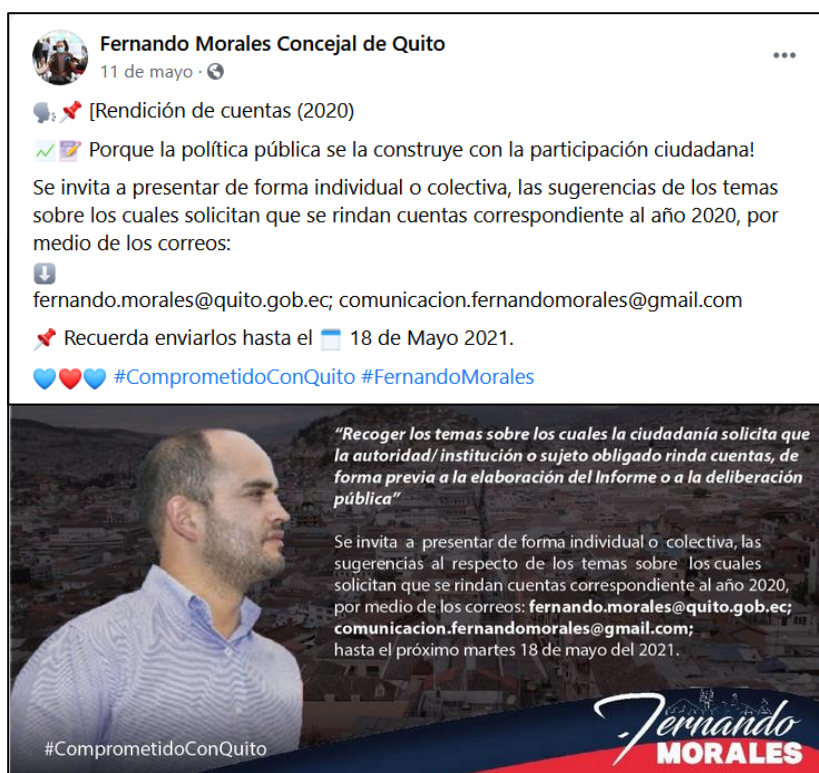 Fernando Morales Concejal de Quito
11 de mayo ·
[Rendición de cuentas (2020)
Porque la política pública se la construye con la participación ciudadana!
Se invita a presentar de forma individual o colectiva, las sugerencias de los temas
sobre los cuales solicitan que se rindan cuentas correspondiente al año 2020, por
medio de los correos:
fernando.morales@quito.gob.ec; comunicacion.fernandomorales@gmail.com
Recuerda enviarlos hasta el 18 de Mayo 2021.
#ComprometidoConQuito #FernandoMorales
“Recoger los temas sobre los cuales la ciudadanía solicita que
la autoridad/ institución o sujeto obligado rinda cuentas, de
forma previa a la elaboración del Informe o a la deliberación
pública”
Se invita a presentar de forma individual o colectiva, las
sugerencias al respecto de los temas sobre los cuales
solicitan que se rindan cuentas correspondiente al año 2020,
por medio de los correos: fernando.morales@quito.gob.ec;
comunicacion.fernandomorales@gmail.com;
hasta el próximo martes 18 de mayo del 2021.
#ComprometidoConQuito
Fernando
MORALES